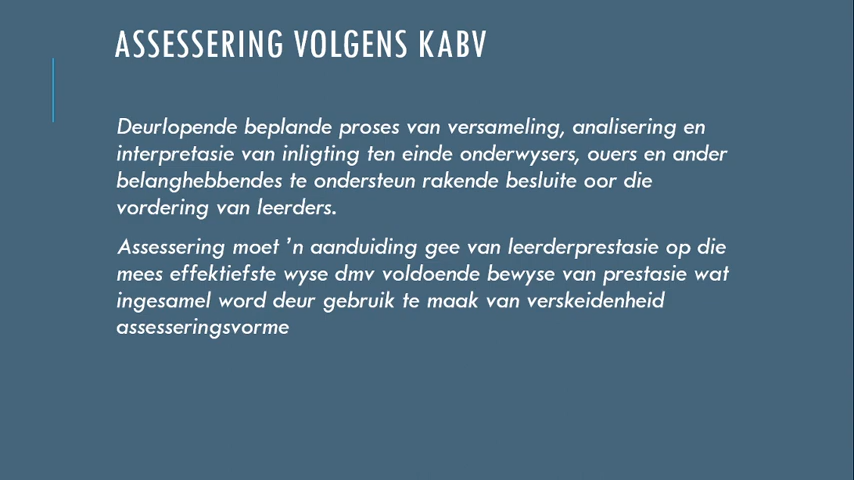 ASSESSERING VOLGENS KABV
Deurlopende beplande proses van versameling, analisering en
interpretasie van inligting ten einde onderwysers, ouers en ander
belanghebbendes te ondersteun rakende besluite oor die
vordering van leerders.
Assessering moet ’n aanduiding gee van leerderprestasie op die
mees effektiefste wyse dmv voldoende bewyse van prestasie wat
ingesamel word deur gebruik te maak van verskeidenheid
assesseringsvorme